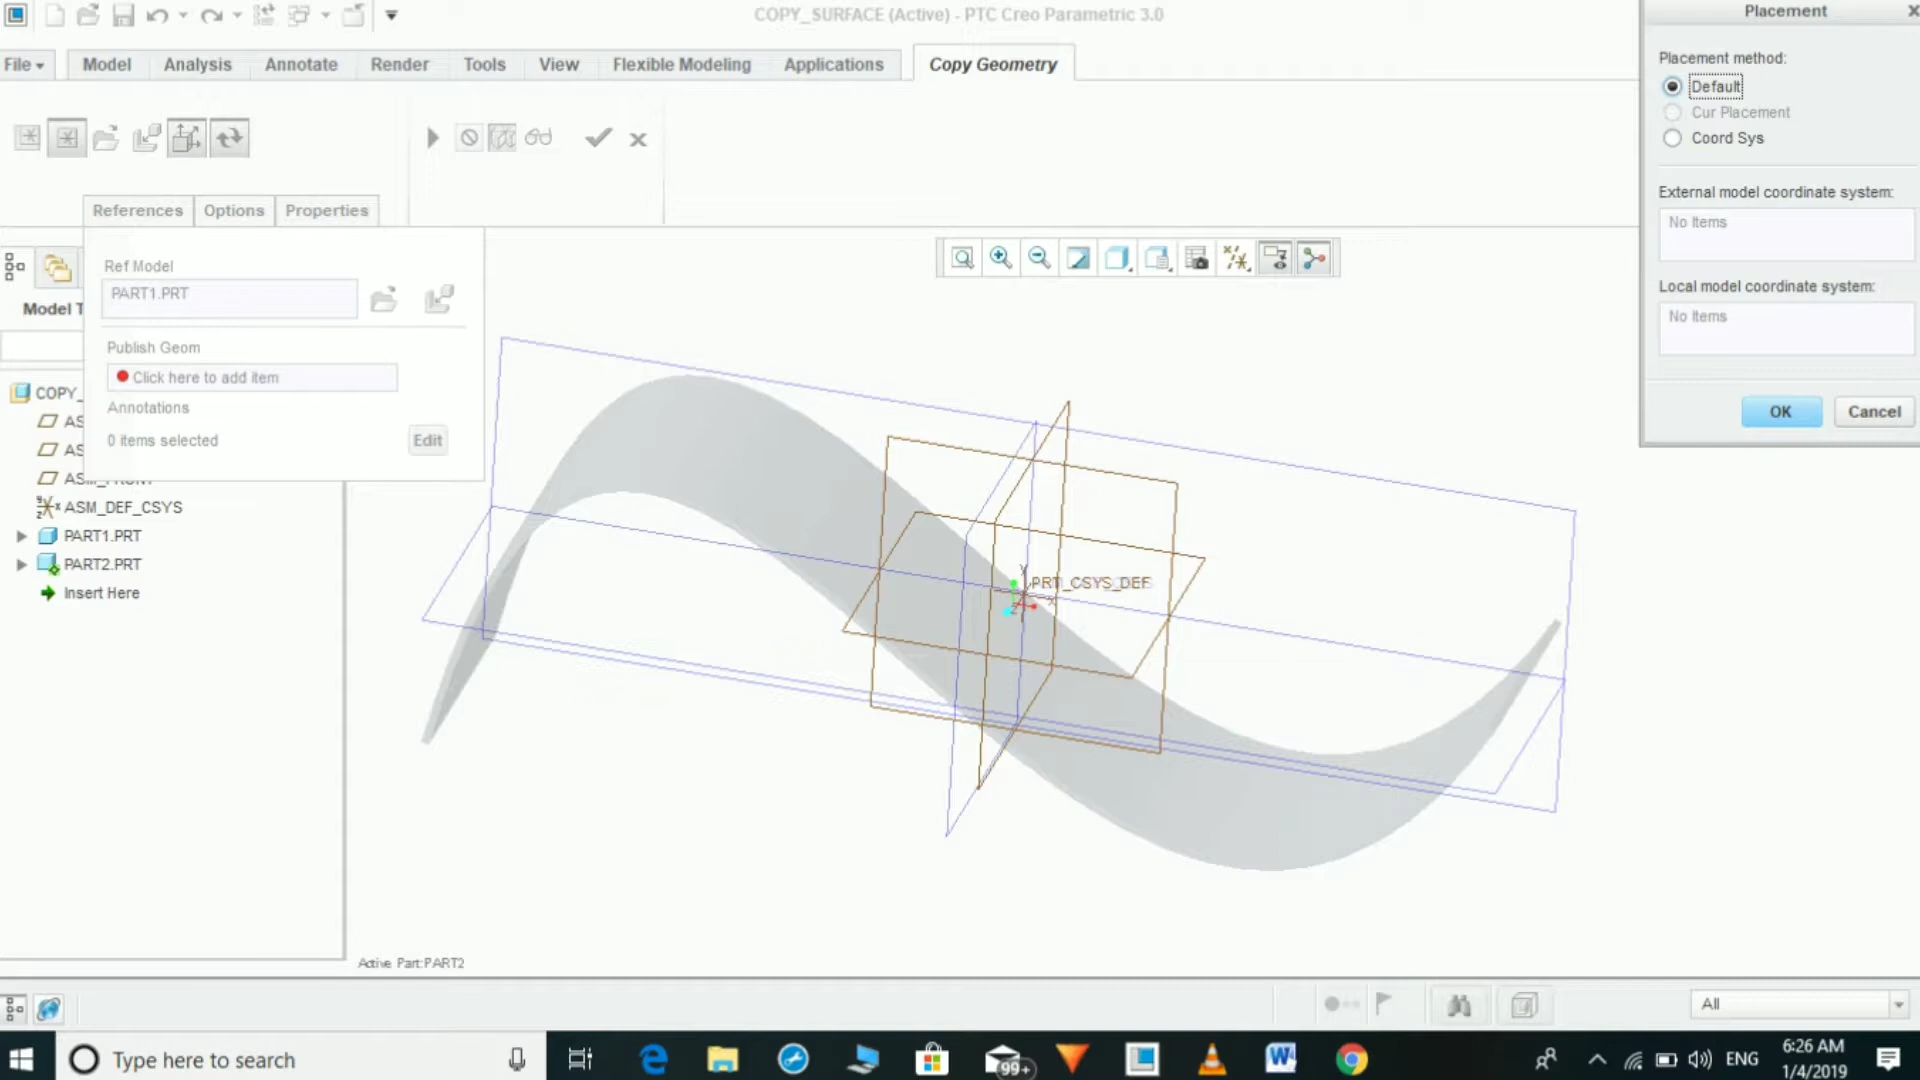 COPY_SURFACE (Active) - PTC Creo Parametric 3.0
File
Model
Analysis
Annotate
Render
Tools
View
Flexible Modeling
Applications
Copy Geometry
References
Options
Properties
Ref Model
PART1.PRT
Publish Geom
Click here to add item
Annotations
0 items selected
Edit
Model T
COPY_
AS
AS
ASM_FRONT
ASM_DEF_CSYS
PART1.PRT
PART2.PRT
Insert Here
PRT_CSYS_DEF
Y
X
Z
Active Part:PART2
Placement
Placement method:
Default
Cur Placement
Coord Sys
External model coordinate system:
No Items
Local model coordinate system:
No Items
OK
Cancel
All
Type here to search
99+
ENG
6:26 AM
1/4/2019